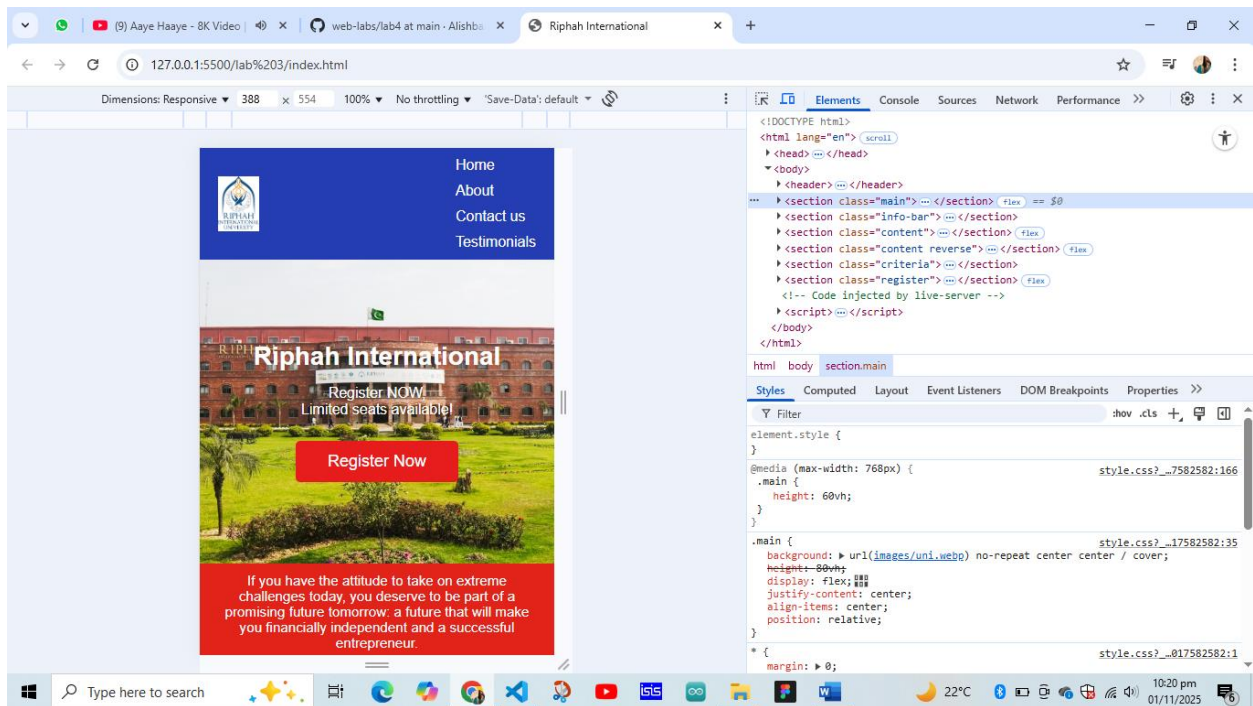 (9) Aaye Haaye - 8K Video
web-labs/lab4 at main · Alishba
Riphah International
127.0.0.1:5500/lab%203/index.html
Dimensions: Responsive 388 x 554 100% No throttling 'Save-Data': default
Elements Console Sources Network Performance
Home
About
Contact us
Testimonials
RIPHAH
INTERNATIONAL
UNIVERSITY
RIPH
Riphah International
Register NOW
Limited seats available!
Register Now
If you have the attitude to take on extreme
challenges today, you deserve to be part of a
promising future tomorrow: a future that will make
you financially independent and a successful
entrepreneur.
<!DOCTYPE html>
<html lang="en"> scroll
<head> ... </head>
<body>
<header> ... </header>
... <section class="main"> ... </section> flex == $0
<section class="info-bar"> ... </section>
<section class="content"> ... </section> flex
<section class="content reverse"> ... </section> flex
<section class="criteria"> ... </section>
<section class="register"> ... </section> flex
<!-- Code injected by live-server -->
<script> ... </script>
</body>
</html>
html body section.main
Styles Computed Layout Event Listeners DOM Breakpoints Properties
Filter :hov .cls
element.style {
}
@media (max-width: 768px) { style.css?_…7582582:166
.main {
height: 60vh;
}
}
.main { style.css?_…17582582:35
background: url(images/uni.webp) no-repeat center center / cover;
height: 80vh;
display: flex;
justify-content: center;
align-items: center;
position: relative;
}
* { style.css?_…017582582:1
margin: 0;
Type here to search
isis
22°C
10:20 pm
01/11/2025
6